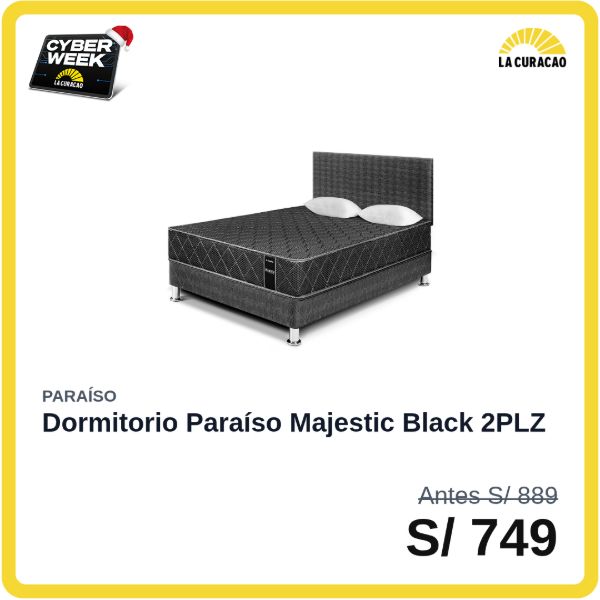 CYBER
WEEK
LA CURACAO
LA CURACAO
PARAÍSO
Dormitorio Paraíso Majestic Black 2PLZ
Antes S/ 889
S/ 749